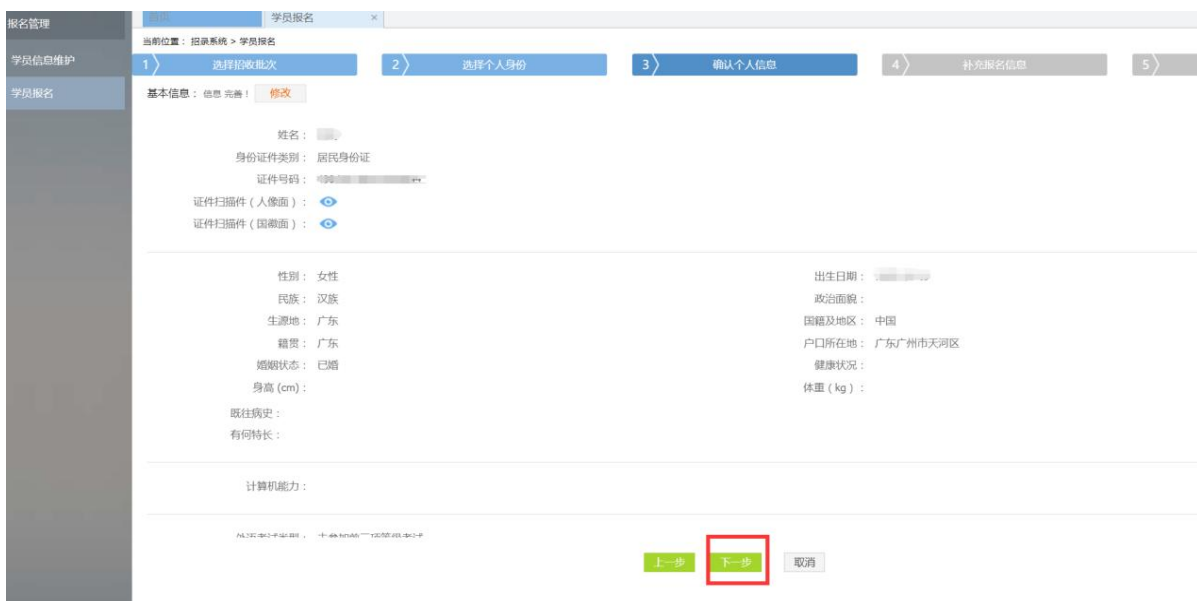 报名管理
首页
学员报名 ×
当前位置： 招录系统 > 学员报名
学员信息维护
1 选择招收批次
2 选择个人身份
3 确认个人信息
4 补充报名信息
5
学员报名
基本信息： 信息 完善！ 修改
姓名：
身份证件类别： 居民身份证
证件号码：
证件扫描件（人像面）：
证件扫描件（国徽面）：
性别： 女性
出生日期：
民族： 汉族
政治面貌：
生源地： 广东
国籍及地区： 中国
籍贯： 广东
户口所在地： 广东广州市天河区
婚姻状态： 已婚
健康状况：
身高 (cm)：
体重（kg）：
既往病史：
有何特长：
计算机能力：
上一步
下一步
取消